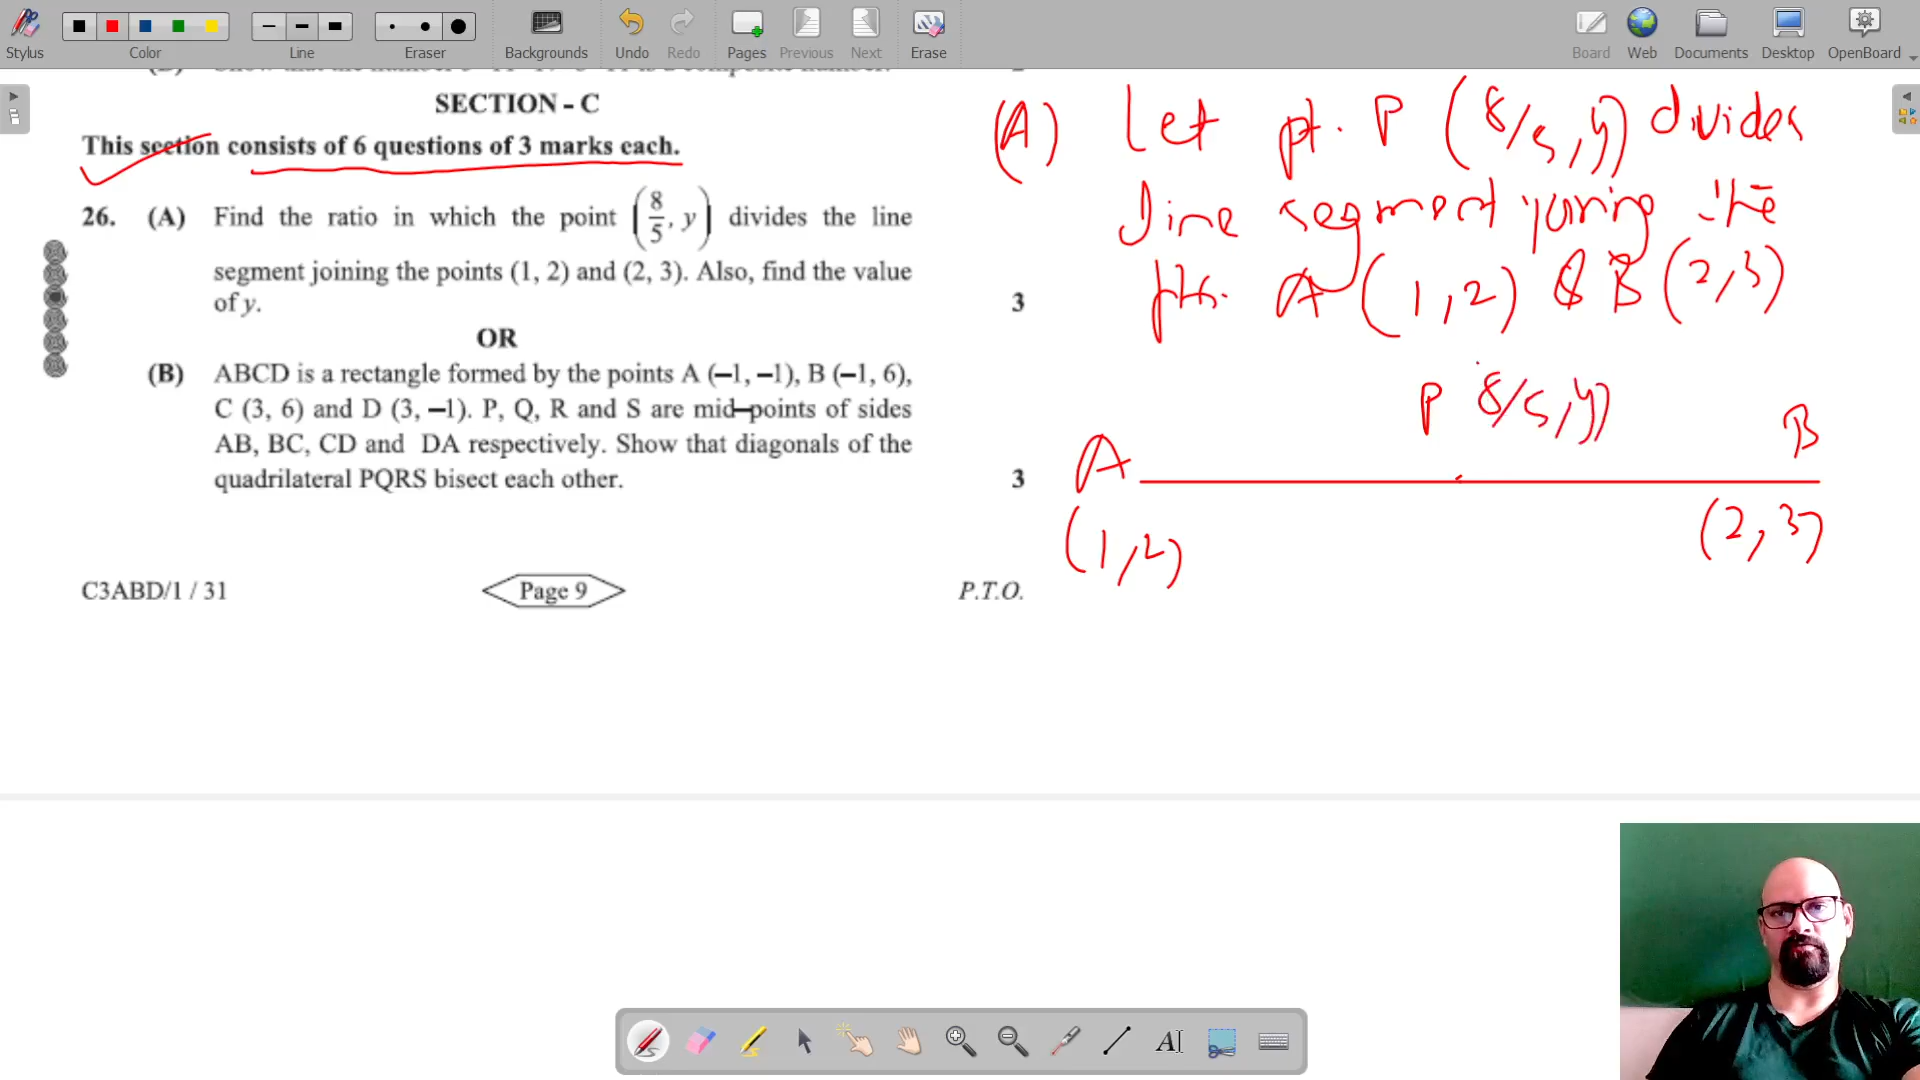 Stylus
Color
Line
Eraser
Backgrounds
Undo
Redo
Pages
Previous
Next
Erase
Board
Web
Documents
Desktop
OpenBoard
SECTION - C
This section consists of 6 questions of 3 marks each.
26. (A) Find the ratio in which the point (8/5, y) divides the line
segment joining the points (1, 2) and (2, 3). Also, find the value
of y. 3
OR
(B) ABCD is a rectangle formed by the points A (–1, –1), B (–1, 6),
C (3, 6) and D (3, –1). P, Q, R and S are mid–points of sides
AB, BC, CD and DA respectively. Show that diagonals of the
quadrilateral PQRS bisect each other. 3
C3ABD/1 / 31 Page 9 P.T.O.
(A) Let pt. P (8/5, y) divides
line segment joining the
pts. A (1, 2) & B (2, 3)
P 8/5, y)
A B
(1, 2) (2, 3)